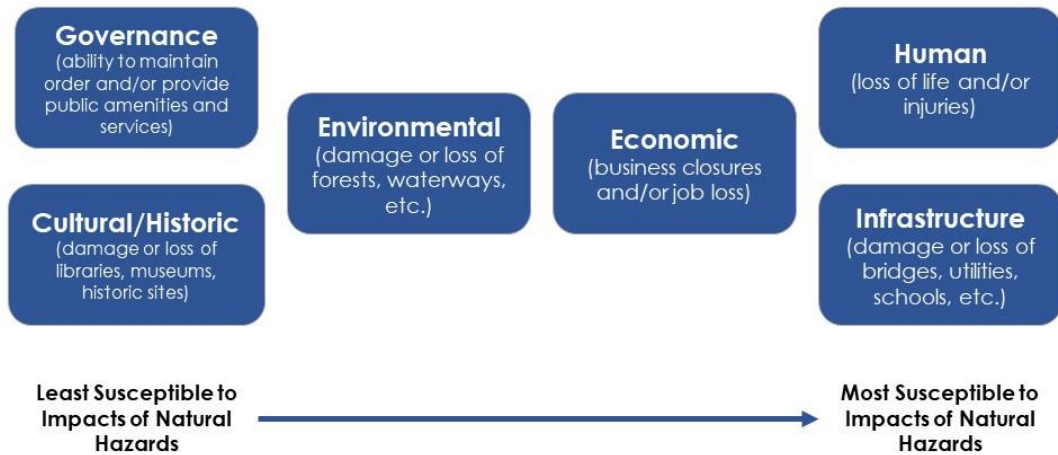 Governance
(ability to maintain
order and/or provide
public amenities and
services)
Cultural/Historic
(damage or loss of
libraries, museums,
historic sites)
Environmental
(damage or loss of
forests, waterways,
etc.)
Economic
(business closures
and/or job loss)
Human
(loss of life and/or
injuries)
Infrastructure
(damage or loss of
bridges, utilities,
schools, etc.)
Least Susceptible to
Impacts of Natural
Hazards
Most Susceptible to
Impacts of Natural
Hazards